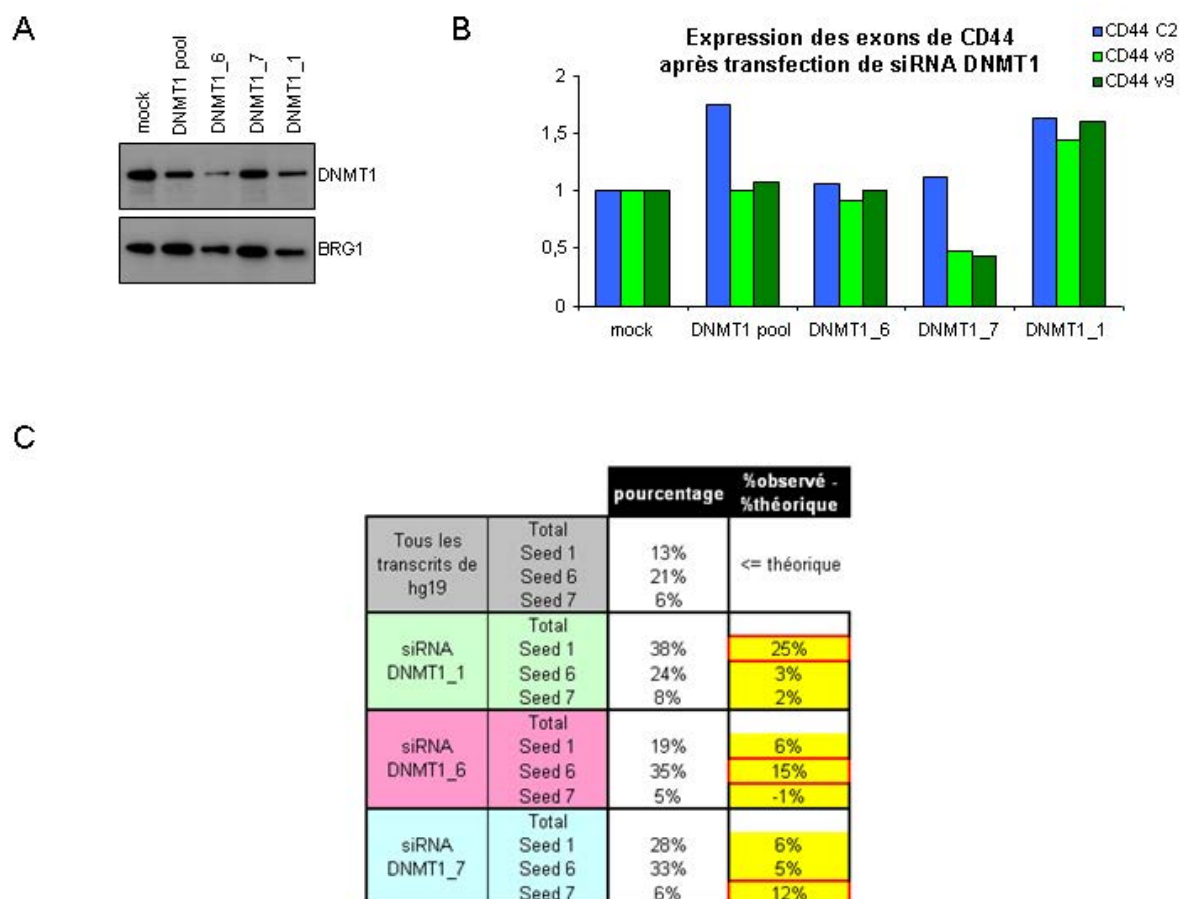 A
mock
DNMT1 pool
DNMT1_6
DNMT1_7
DNMT1_1
DNMT1
BRG1
B
Expression des exons de CD44
après transfection de siRNA DNMT1
CD44 C2
CD44 v8
CD44 v9
2
1,5
1
0,5
0
mock DNMT1 pool DNMT1_6 DNMT1_7 DNMT1_1
C
pourcentage %observé - %théorique
Tous les transcrits de hg19
Total
Seed 1 13%
Seed 6 21%
Seed 7 6%
<= théorique
siRNA DNMT1_1
Total
Seed 1 38% 25%
Seed 6 24% 3%
Seed 7 8% 2%
siRNA DNMT1_6
Total
Seed 1 19% 6%
Seed 6 35% 15%
Seed 7 5% -1%
siRNA DNMT1_7
Total
Seed 1 28% 6%
Seed 6 33% 5%
Seed 7 6% 12%